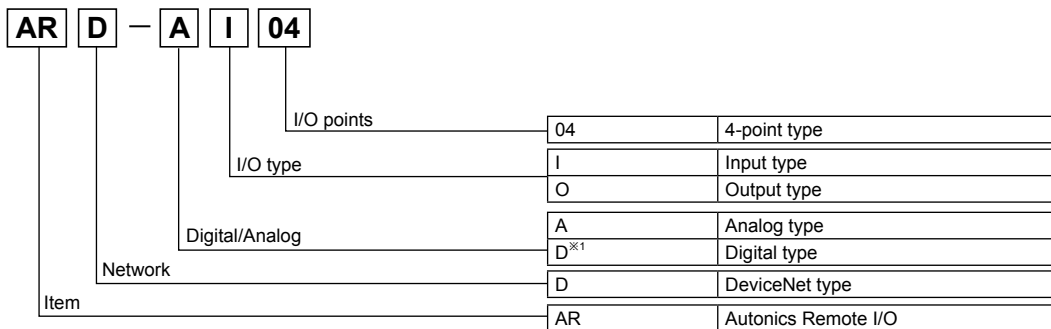 AR D — A I 04
I/O points
04 4-point type
I/O type
I Input type
O Output type
Digital/Analog
A Analog type
D※1 Digital type
Network
D DeviceNet type
Item
AR Autonics Remote I/O